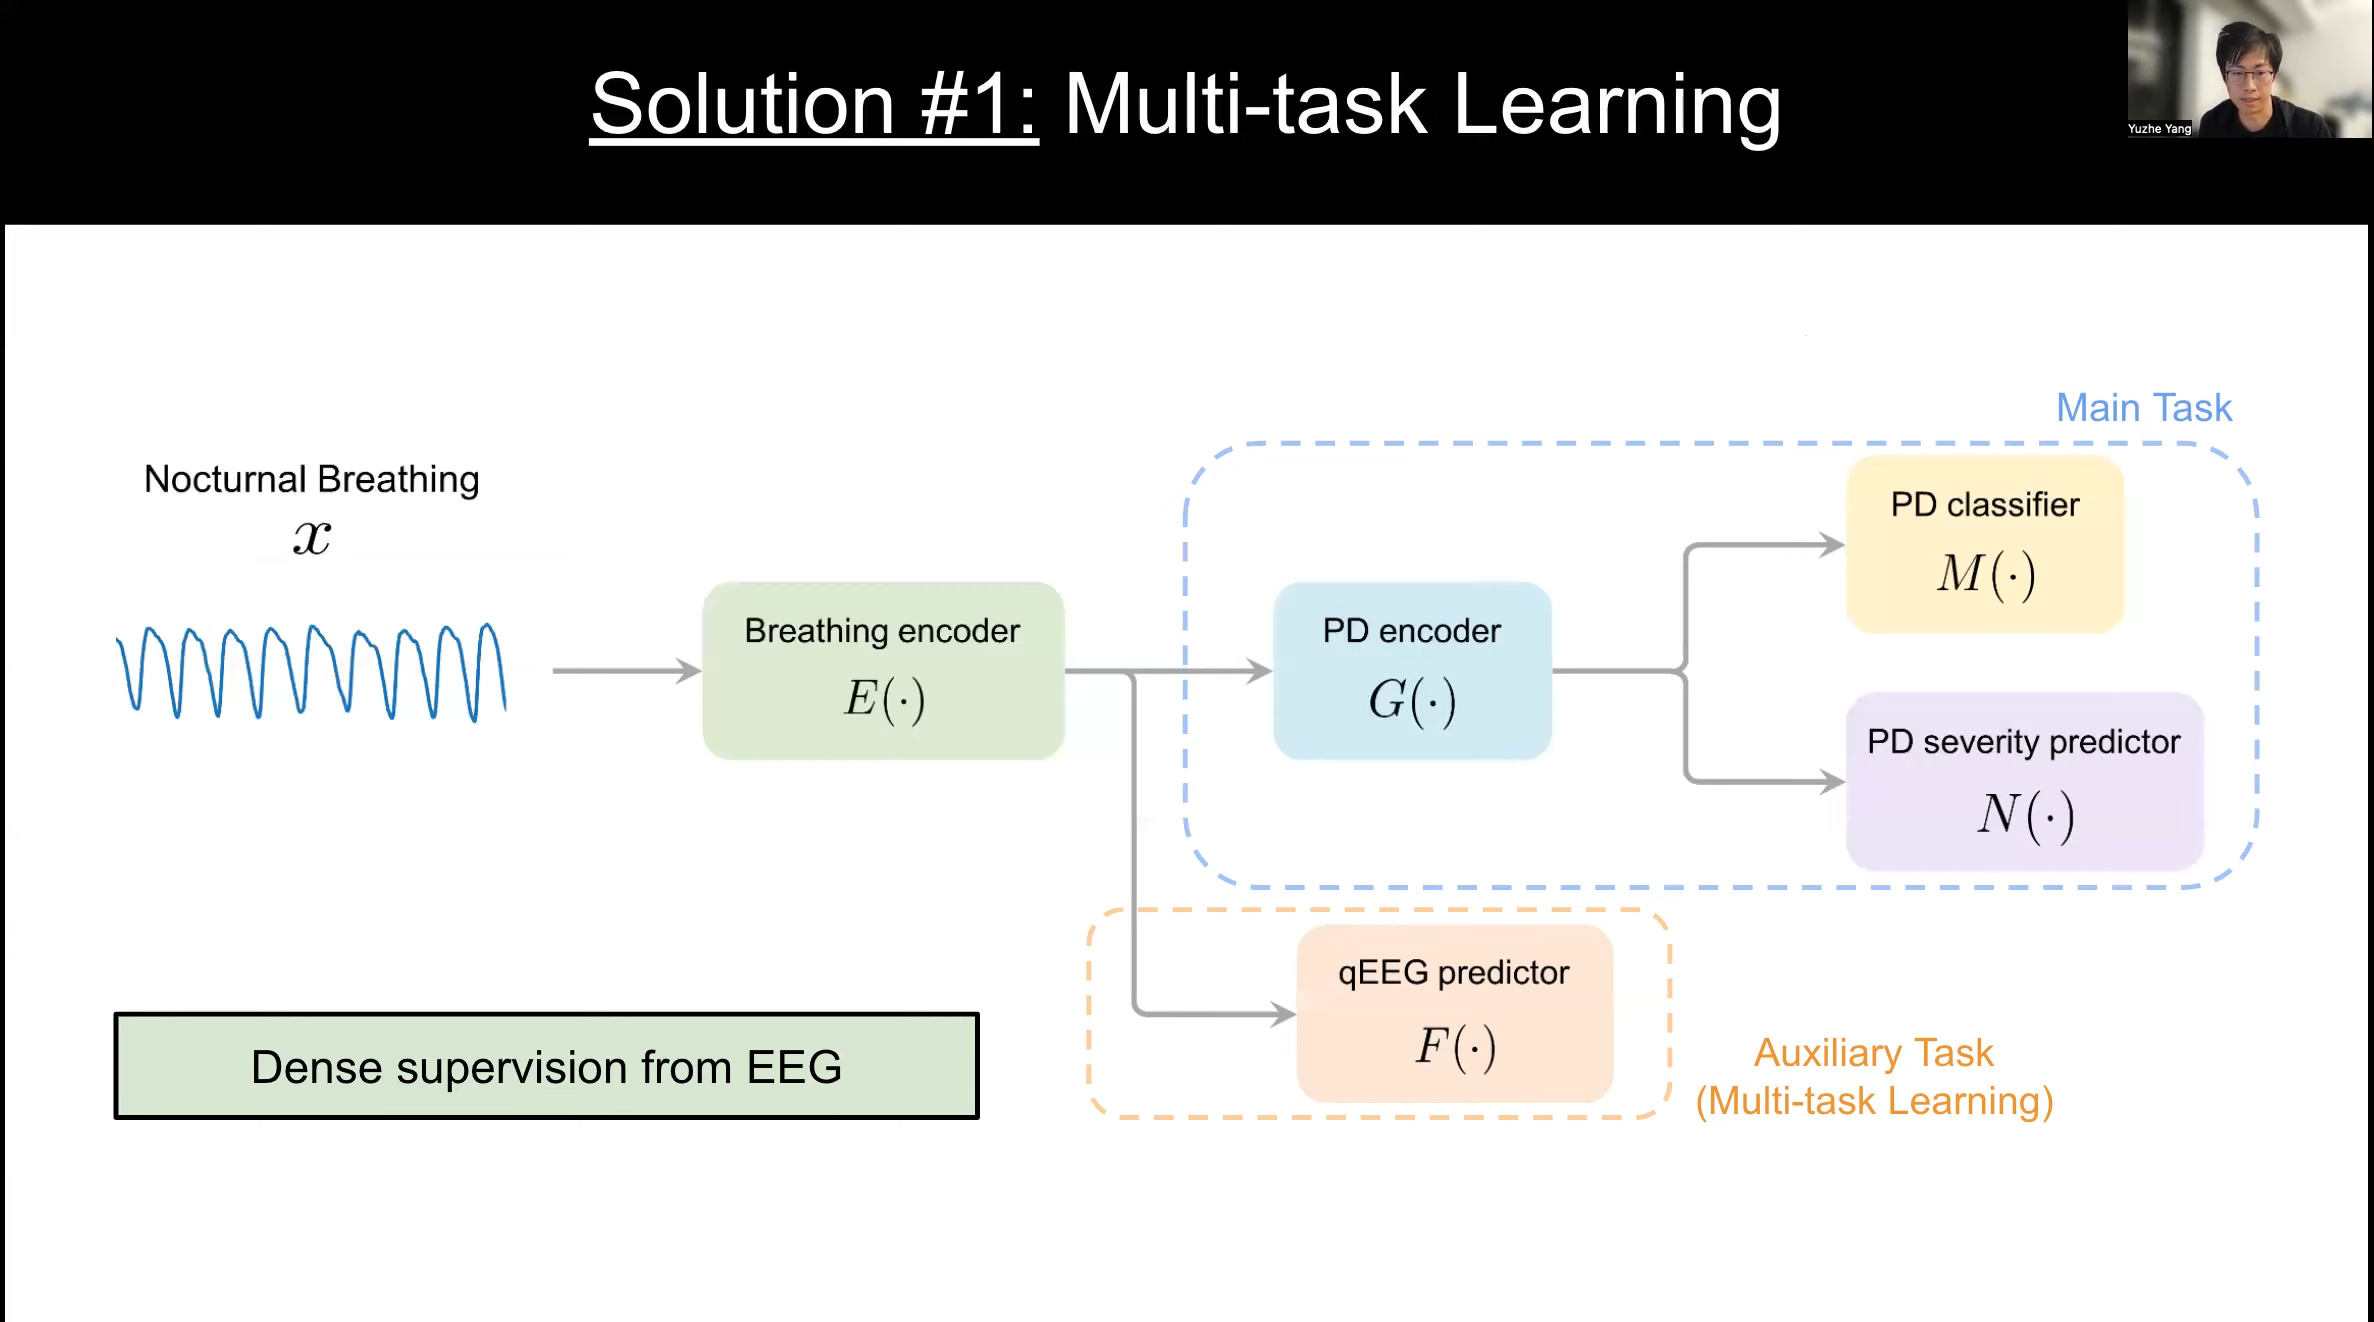 Solution #1: Multi-task Learning
Yuzhe Yang
Main Task
Nocturnal Breathing
x
Breathing encoder
E(·)
PD encoder
G(·)
PD classifier
M(·)
PD severity predictor
N(·)
qEEG predictor
F(·)
Dense supervision from EEG
Auxiliary Task
(Multi-task Learning)